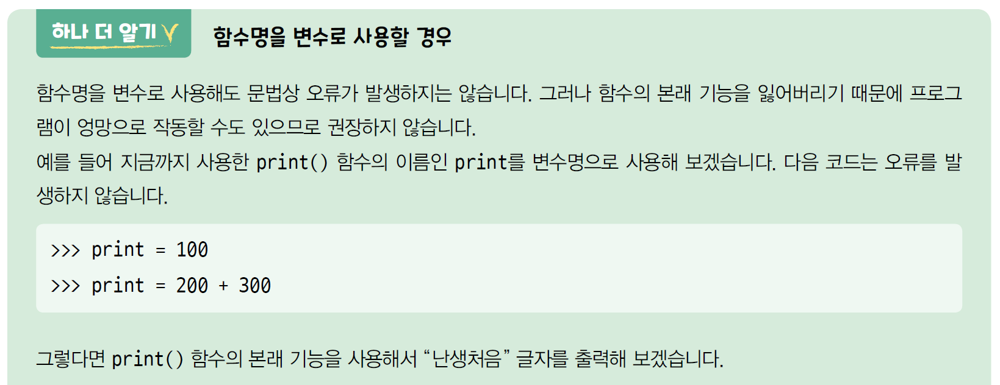 하나 더 알기
함수명을 변수로 사용할 경우
함수명을 변수로 사용해도 문법상 오류가 발생하지는 않습니다. 그러나 함수의 본래 기능을 잃어버리기 때문에 프로그
램이 엉망으로 작동할 수도 있으므로 권장하지 않습니다.
예를 들어 지금까지 사용한 print() 함수의 이름인 print를 변수명으로 사용해 보겠습니다. 다음 코드는 오류를 발
생하지 않습니다.
>>> print = 100
>>> print = 200 + 300
그렇다면 print() 함수의 본래 기능을 사용해서 “난생처음” 글자를 출력해 보겠습니다.